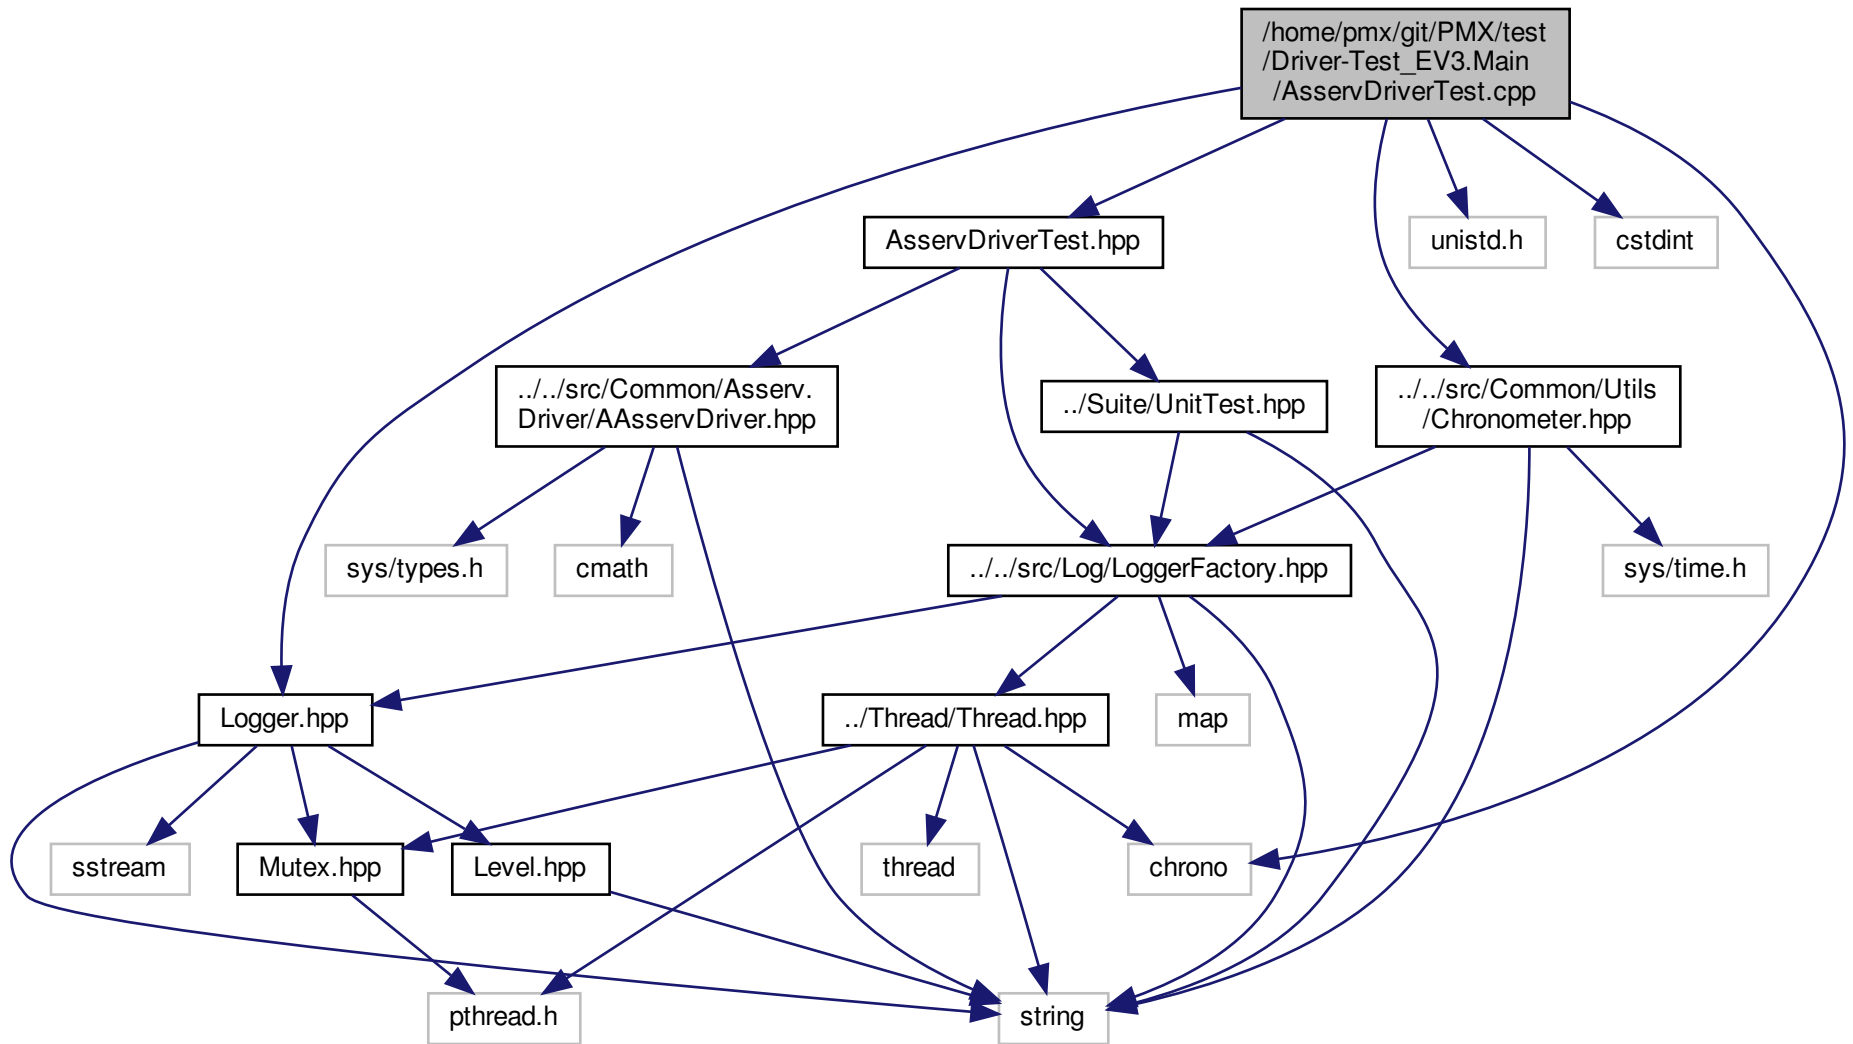 /home/pmx/git/PMX/test
/Driver-Test_EV3.Main
/AsservDriverTest.cpp
AsservDriverTest.hpp
unistd.h
cstdint
../../src/Common/Asserv.
Driver/AAsservDriver.hpp
../Suite/UnitTest.hpp
../../src/Common/Utils
/Chronometer.hpp
sys/types.h
cmath
../../src/Log/LoggerFactory.hpp
sys/time.h
Logger.hpp
../Thread/Thread.hpp
map
sstream
Mutex.hpp
Level.hpp
thread
chrono
pthread.h
string